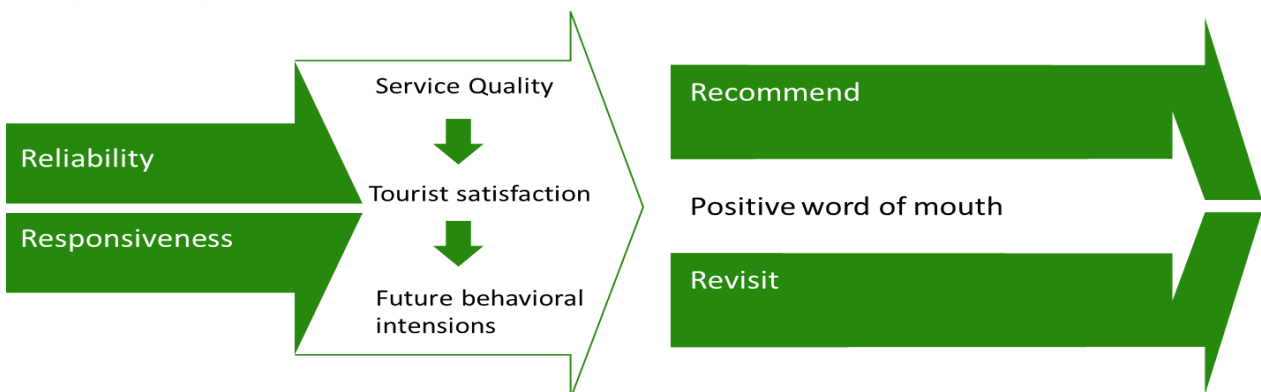 Reliability
Responsiveness
Service Quality
Tourist satisfaction
Future behavioral
intensions
Recommend
Positive word of mouth
Revisit